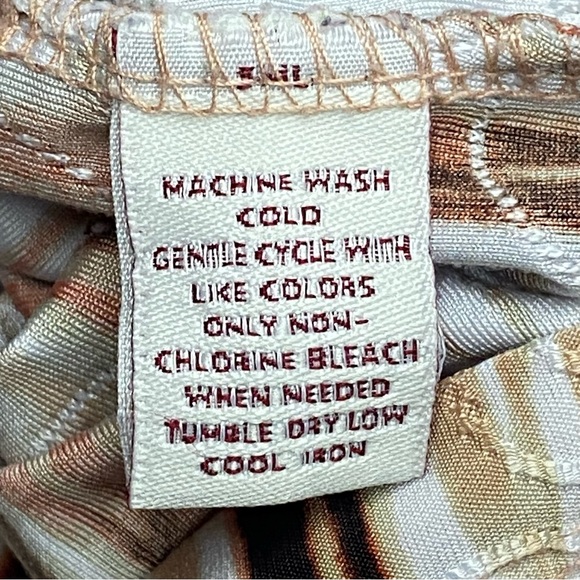 MACHINE WASH
COLD
GENTLE CYCLE WITH
LIKE COLORS
ONLY NON-
CHLORINE BLEACH
WHEN NEEDED
TUMBLE DRY LOW
COOL IRON